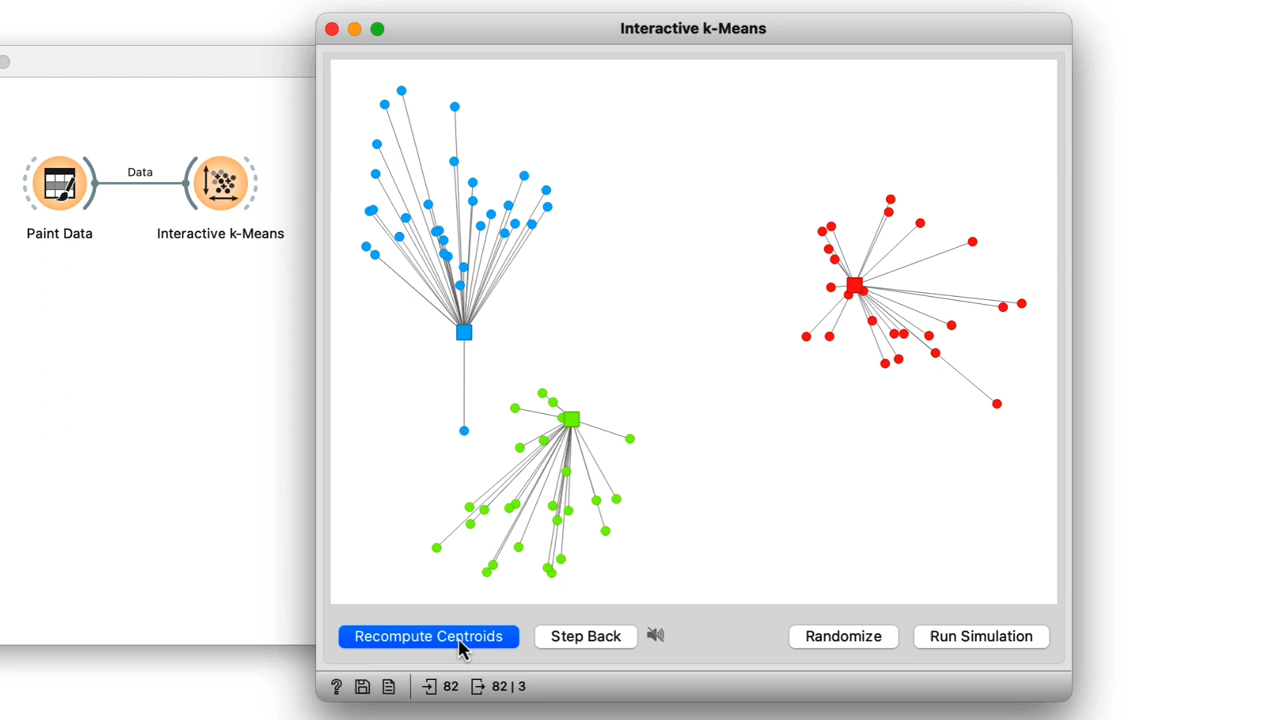 Interactive k-Means
Data
Paint Data
Interactive k-Means
Recompute Centroids
Step Back
Randomize
Run Simulation
? 82 82 | 3